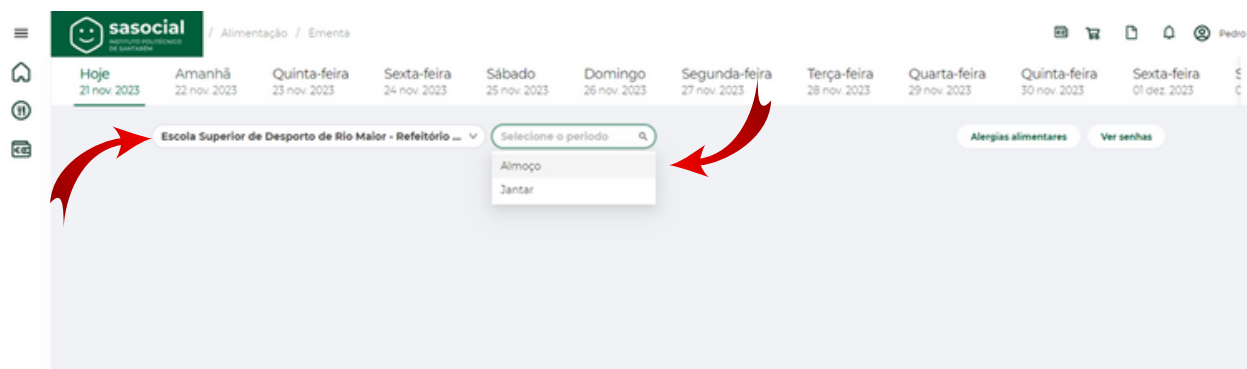 sasocial
INSTITUTO POLITÉCNICO
DE SANTARÉM
/ Alimentação / Ementa
Pedro
Hoje Amanhã Quinta-feira Sexta-feira Sábado Domingo Segunda-feira Terça-feira Quarta-feira Quinta-feira Sexta-feira
21 nov. 2023 22 nov. 2023 23 nov. 2023 24 nov. 2023 25 nov. 2023 26 nov. 2023 27 nov. 2023 28 nov. 2023 29 nov. 2023 30 nov. 2023 01 dez. 2023
Escola Superior de Desporto de Rio Maior - Refeitório ... Selecione o período Alergias alimentares Ver senhas
Almoço
Jantar